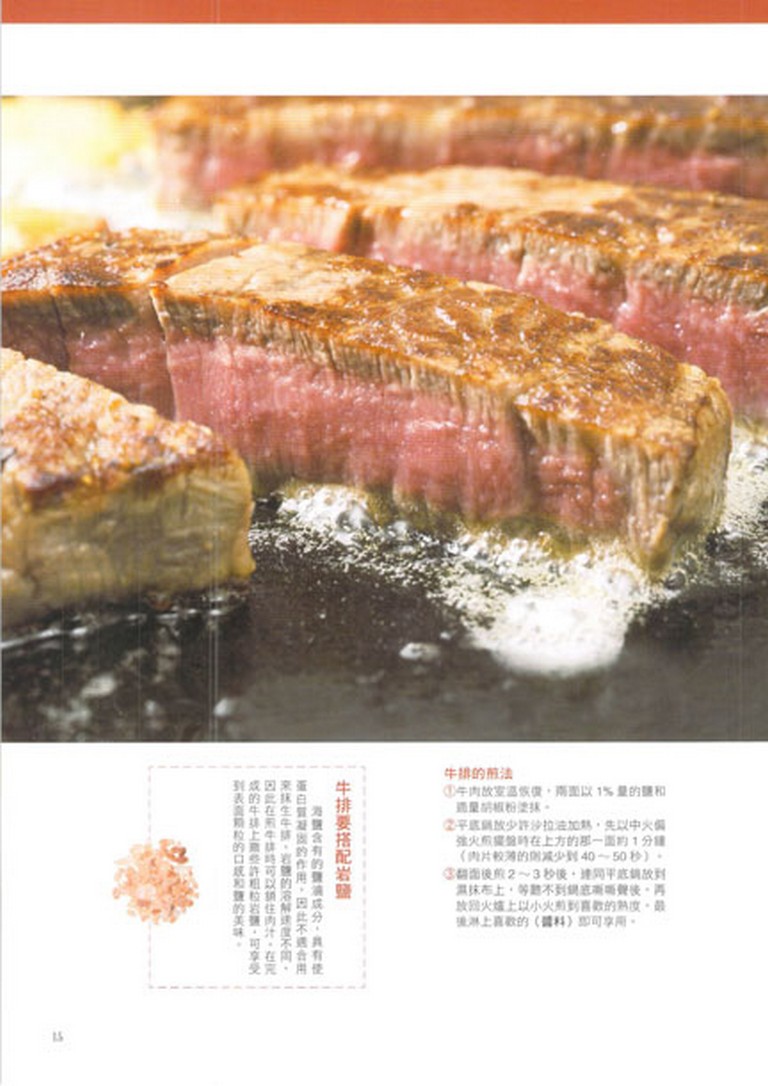 牛排的煎法
①牛肉放室溫恢復，兩面以 1% 量的鹽和
適量胡椒粉塗抹。
②平底鍋放少許沙拉油加熱，先以中火偏
強火煎擺盤時在上方的那一面約 1 分鐘
（肉片較薄的則減少到 40 ～ 50 秒）。
③翻面後煎 2 ～ 3 秒後，連同平底鍋放到
濕抹布上，等聽不到鍋底嘶嘶聲後，再
放回火爐上以小火煎到喜歡的熟度，最
後淋上喜歡的〈醬料〉即可享用。
牛排要搭配岩鹽
海鹽含有的鹽滷成分，具有使
蛋白質凝固的作用，因此不適合用
來抹生牛排。岩鹽的溶解速度不同，
因此在煎牛排時可以鎖住肉汁。在完
成的牛排上撒些許粗粒岩鹽，可享受
到表面顆粒的口感和鹽的美味。
15